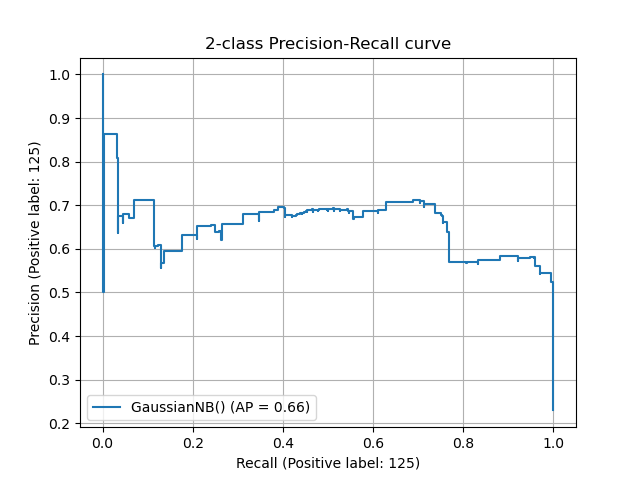 2-class Precision-Recall curve
1.0
0.9
0.8
0.7
0.6
0.5
0.4
0.3
0.2
Precision (Positive label: 125)
GaussianNB() (AP = 0.66)
0.0 0.2 0.4 0.6 0.8 1.0
Recall (Positive label: 125)